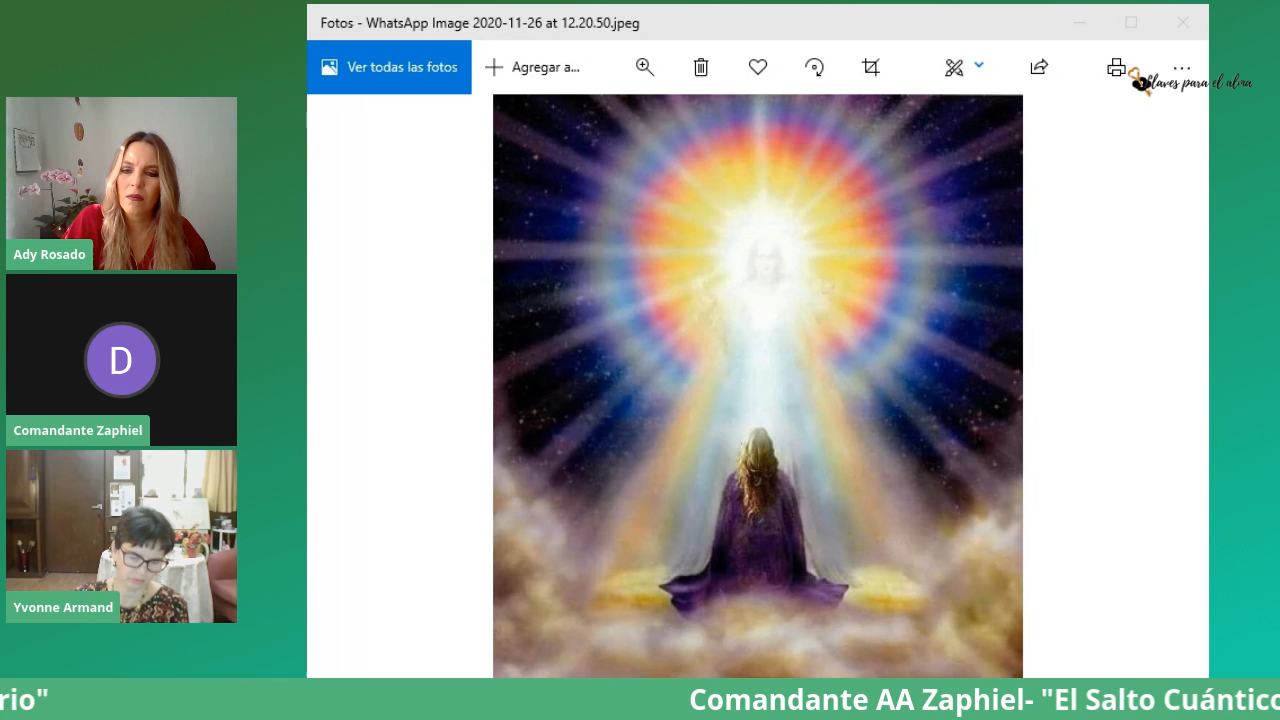 Fotos - WhatsApp Image 2020-11-26 at 12.20.50.jpeg
Ver todas las fotos
Agregar a...
llaves para el alma
Ady Rosado
D
Comandante Zaphiel
Yvonne Armand
rio"
Comandante AA Zaphiel- "El Salto Cuántico